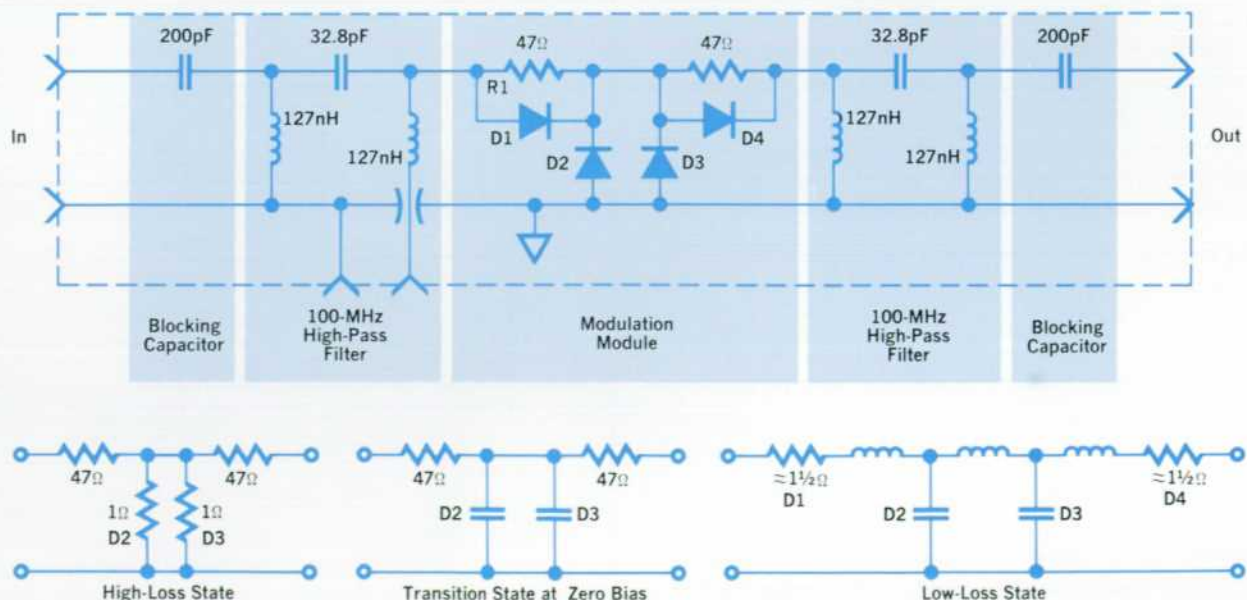 200pF
32.8pF
47Ω
47Ω
32.8pF
200pF
R1
127nH
127nH
D1
D2
D3
D4
127nH
127nH
In
Out
Blocking
Capacitor
100-MHz
High-Pass
Filter
Modulation
Module
100-MHz
High-Pass
Filter
Blocking
Capacitor
47Ω
47Ω
1Ω
D2
1Ω
D3
High-Loss State
47Ω
47Ω
D2
D3
Transition State at Zero Bias
≈1½Ω
D1
D2
D3
≈1½Ω
D4
Low-Loss State